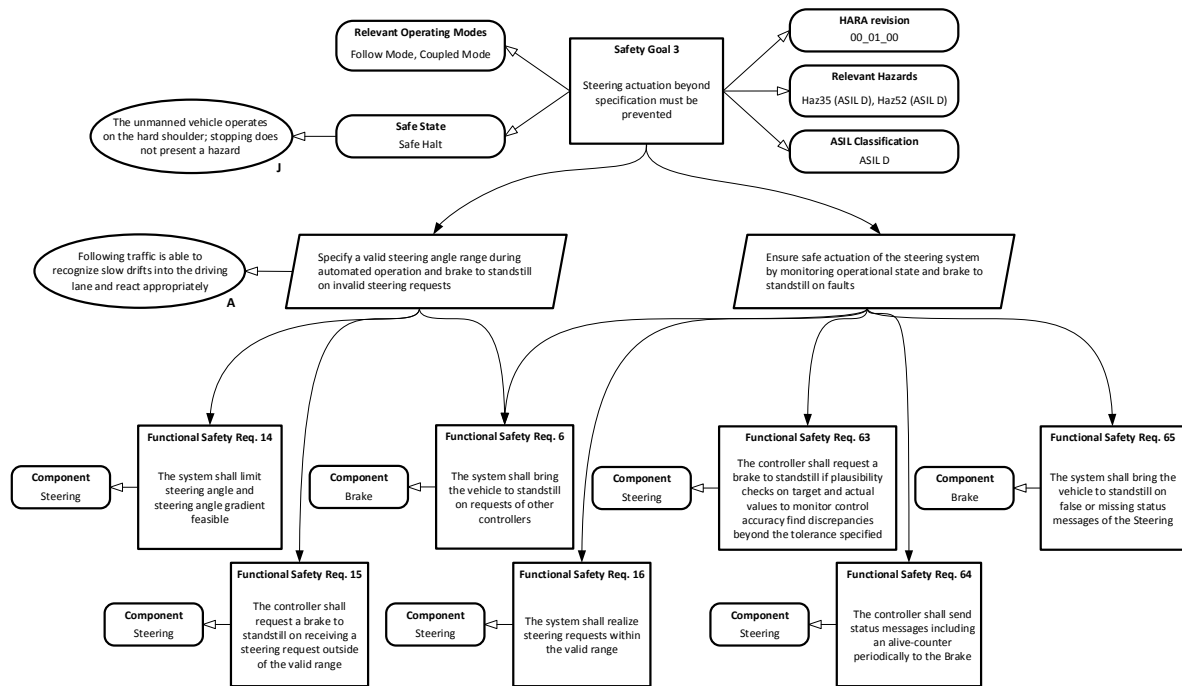 Relevant Operating Modes
Follow Mode, Coupled Mode
Safety Goal 3
Steering actuation beyond
specification must be
prevented
HARA revision
00_01_00
Relevant Hazards
Haz35 (ASIL D), Haz52 (ASIL D)
ASIL Classification
ASIL D
Safe State
Safe Halt
The unmanned vehicle operates
on the hard shoulder; stopping does
not present a hazard
J
Following traffic is able to
recognize slow drifts into the driving
lane and react appropriately
A
Specify a valid steering angle range during
automated operation and brake to standstill
on invalid steering requests
Ensure safe actuation of the steering system
by monitoring operational state and brake to
standstill on faults
Component
Steering
Functional Safety Req. 14
The system shall limit
steering angle and
steering angle gradient
feasible
Component
Brake
Functional Safety Req. 6
The system shall bring
the vehicle to standstill
on requests of other
controllers
Component
Steering
Functional Safety Req. 63
The controller shall request a
brake to standstill if plausibility
checks on target and actual
values to monitor control
accuracy find discrepancies
beyond the tolerance specified
Component
Brake
Functional Safety Req. 65
The system shall bring the
vehicle to standstill on
false or missing status
messages of the Steering
Component
Steering
Functional Safety Req. 15
The controller shall
request a brake to
standstill on receiving a
steering request outside
of the valid range
Component
Steering
Functional Safety Req. 16
The system shall realize
steering requests within
the valid range
Component
Steering
Functional Safety Req. 64
The controller shall send
status messages including
an alive-counter
periodically to the Brake